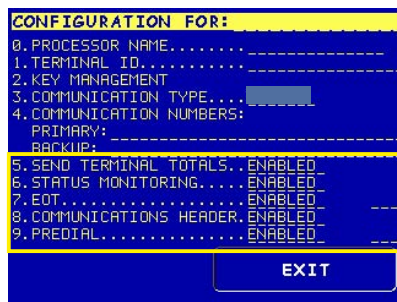 CONFIGURATION FOR:
0.PROCESSOR NAME........
1.TERMINAL ID...........
2.KEY MANAGEMENT
3.COMMUNICATION TYPE....
4.COMMUNICATION NUMBERS:
PRIMARY:
BACKUP:
5.SEND TERMINAL TOTALS..ENABLED
6.STATUS MONITORING.....ENABLED
7.EOT...................ENABLED
8.COMMUNICATIONS HEADER.ENABLED
9.PREDIAL...............ENABLED
EXIT